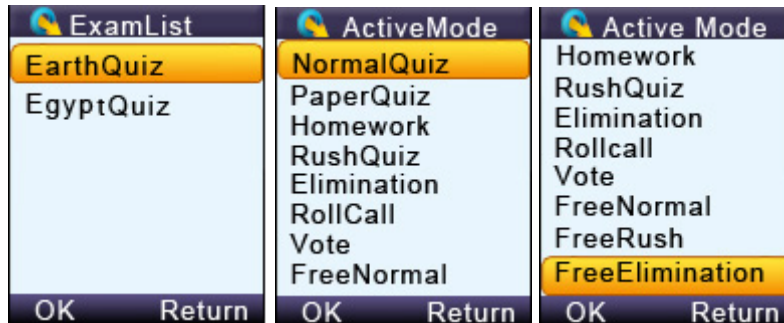 ExamList
EarthQuiz
EgyptQuiz
OK Return
ActiveMode
NormalQuiz
PaperQuiz
Homework
RushQuiz
Elimination
RollCall
Vote
FreeNormal
OK Return
Active Mode
Homework
RushQuiz
Elimination
Rollcall
Vote
FreeNormal
FreeRush
FreeElimination
OK Return